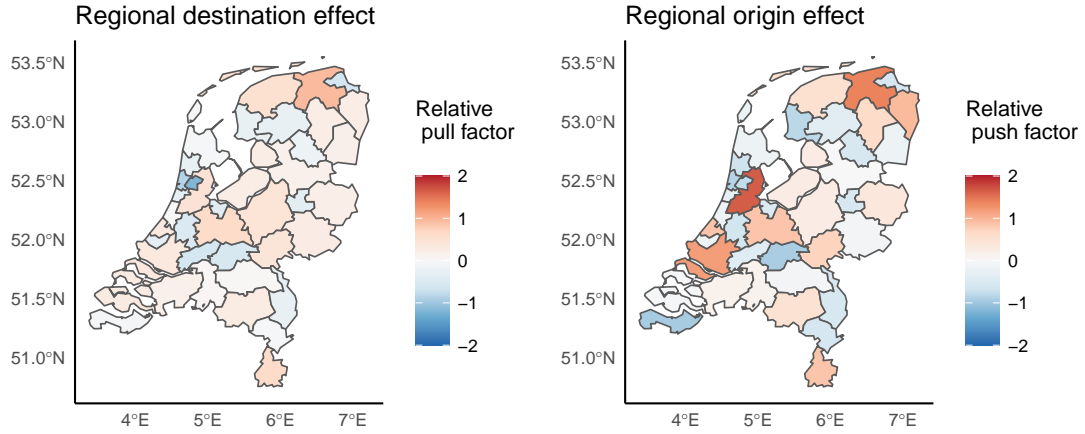 Regional destination effect
53.5°N
53.0°N
52.5°N
52.0°N
51.5°N
51.0°N
4°E 5°E 6°E 7°E
Relative
pull factor
2
1
0
−1
−2
Regional origin effect
53.5°N
53.0°N
52.5°N
52.0°N
51.5°N
51.0°N
4°E 5°E 6°E 7°E
Relative
push factor
2
1
0
−1
−2